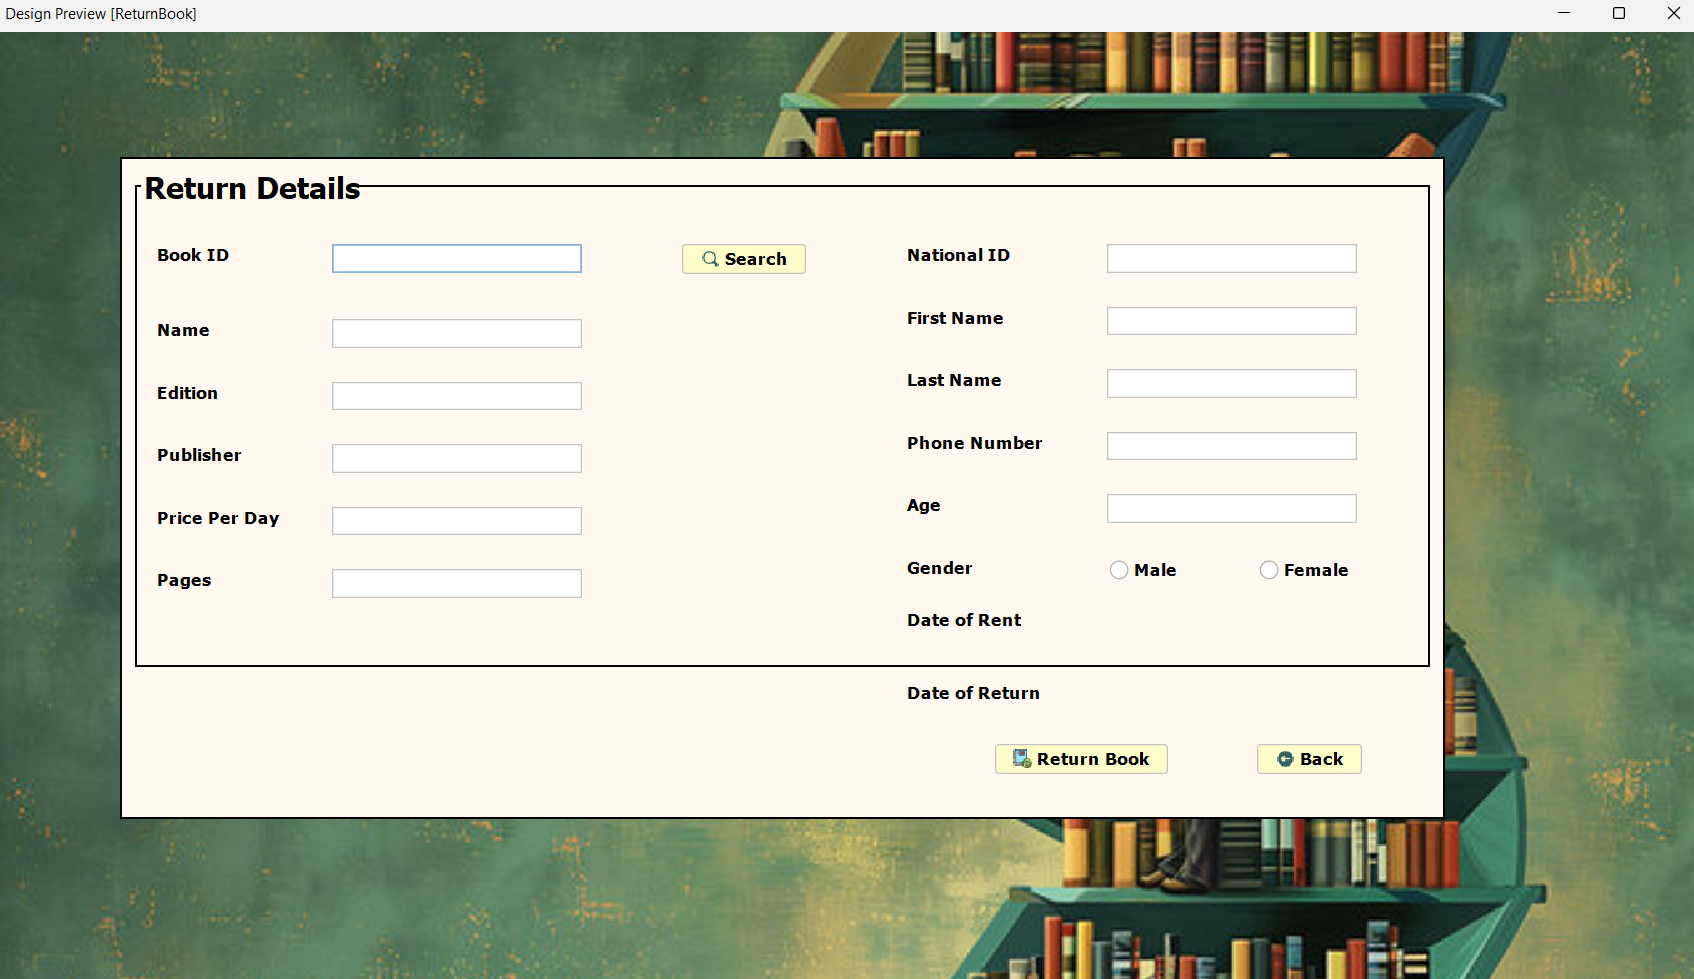 Design Preview [ReturnBook]
Return Details
Book ID
Search
Name
Edition
Publisher
Price Per Day
Pages
National ID
First Name
Last Name
Phone Number
Age
Gender
Male
Female
Date of Rent
Date of Return
Return Book
Back